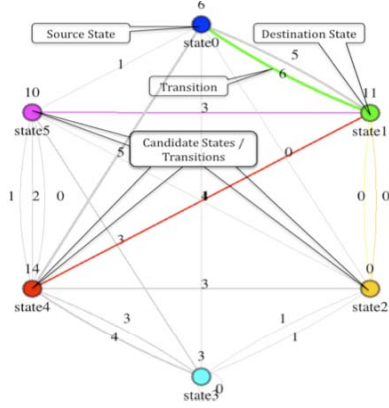 6
Source State
state0
Destination State
5
1
Transition
6
10
11
3
state5
state1
Candidate States /
Transitions
5
0
1
2
0
4
0
0
3
14
0
3
state4
state2
3
1
4
1
3
state3
0